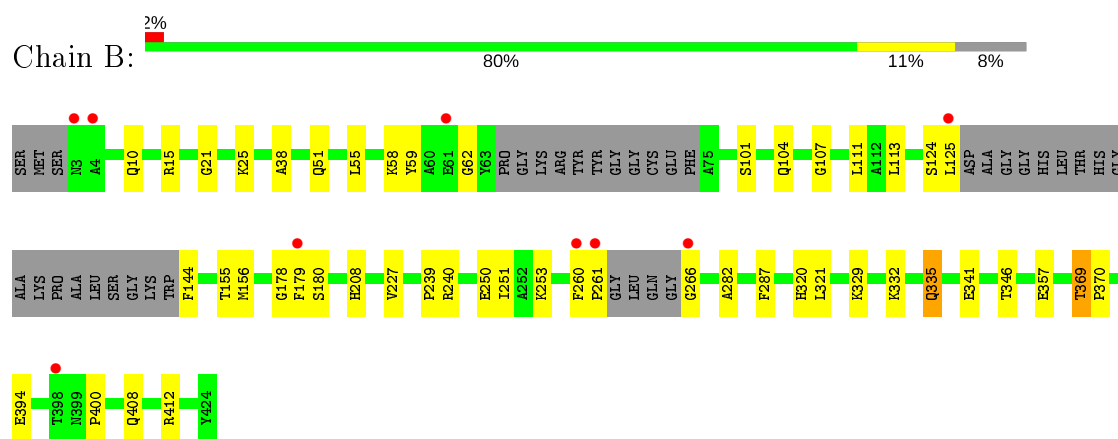 2%
Chain B:
80% 11% 8%
SER MET SER N3 A4 Q10 R15 G21 K25 A38 Q51 L55 K58 Y59 A60 E61 G62 Y63 PRO GLY LYS ARG TYR TYR GLY GLY CYS GLU PHE A75 S101 Q104 G107 L111 A112 L113 S124 L125 ASP ALA GLY GLY HIS LEU THR HIS GLY
ALA LYS PRO ALA LEU SER GLY LYS TRP F144 T155 M156 G178 F179 S180 H208 V227 P239 R240 E250 I251 A252 K253 F260 P261 GLY LEU GLN GLY G266 A282 F287 H320 L321 K329 K332 Q335 E341 T346 E357 T369 P370
E394 T398 N399 P400 Q408 R412 Y424